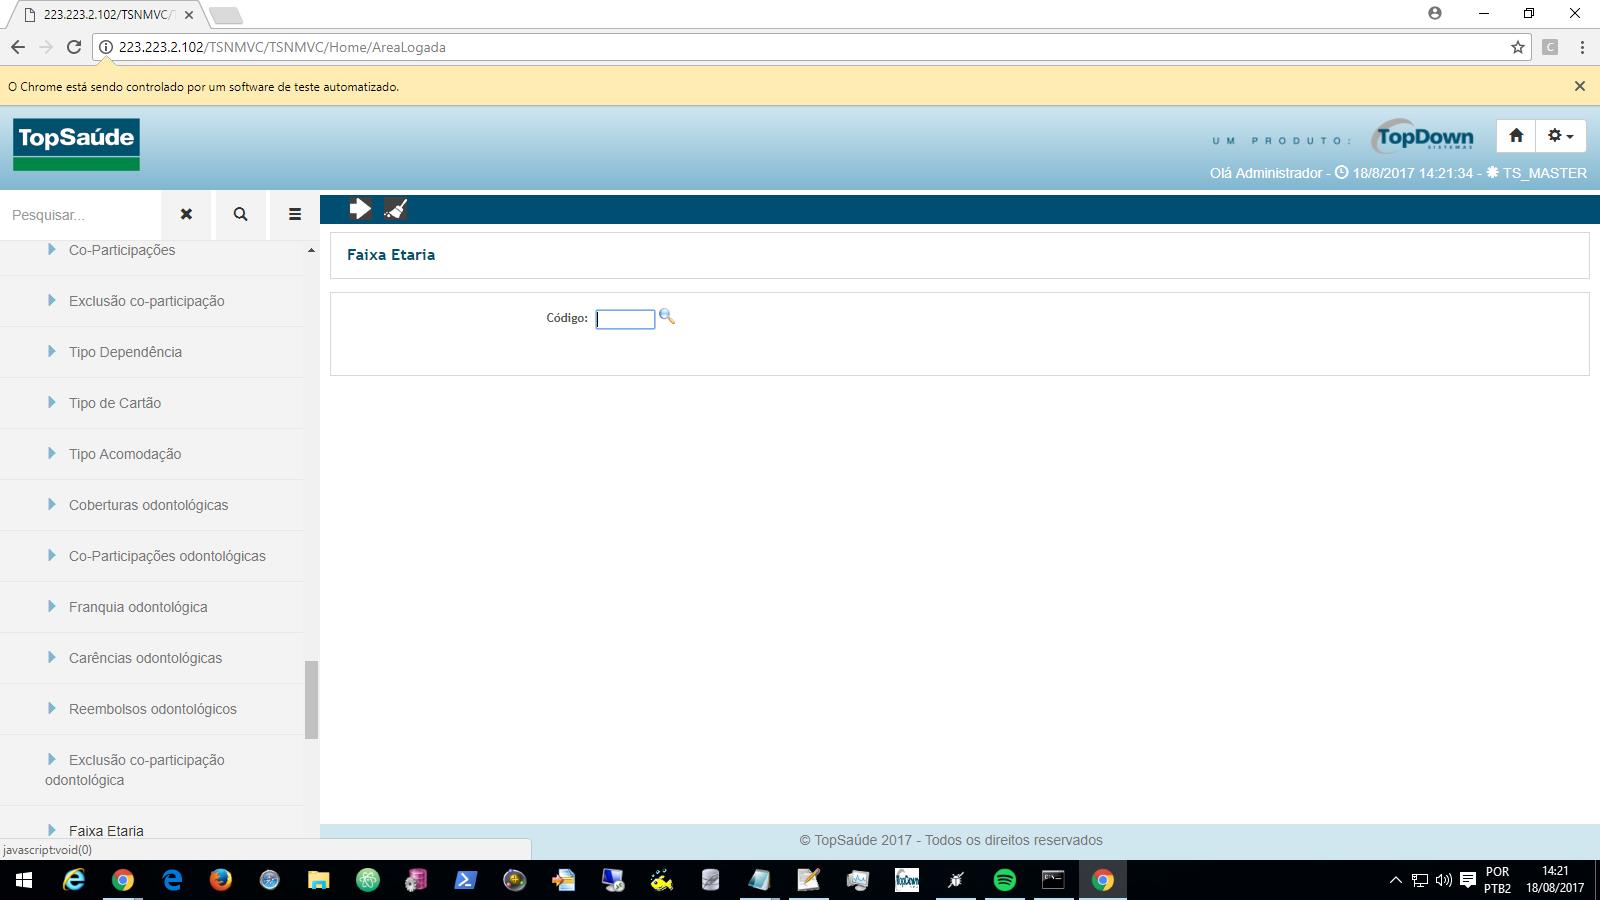 223.223.2.102/TSNMVC/
223.223.2.102/TSNMVC/TSNMVC/Home/AreaLogada
C
O Chrome está sendo controlado por um software de teste automatizado.
TopSaúde
UM PRODUTO:
TopDown
SISTEMAS
Olá Administrador - 18/8/2017 14:21:34 - TS_MASTER
Pesquisar...
Co-Participações
Exclusão co-participação
Tipo Dependência
Tipo de Cartão
Tipo Acomodação
Coberturas odontológicas
Co-Participações odontológicas
Franquia odontológica
Carências odontológicas
Reembolsos odontológicos
Exclusão co-participação
odontológica
Faixa Etaria
Faixa Etaria
Código:
© TopSaúde 2017 - Todos os direitos reservados
javascript:void(0)
TopDown
POR
PTB2
14:21
18/08/2017